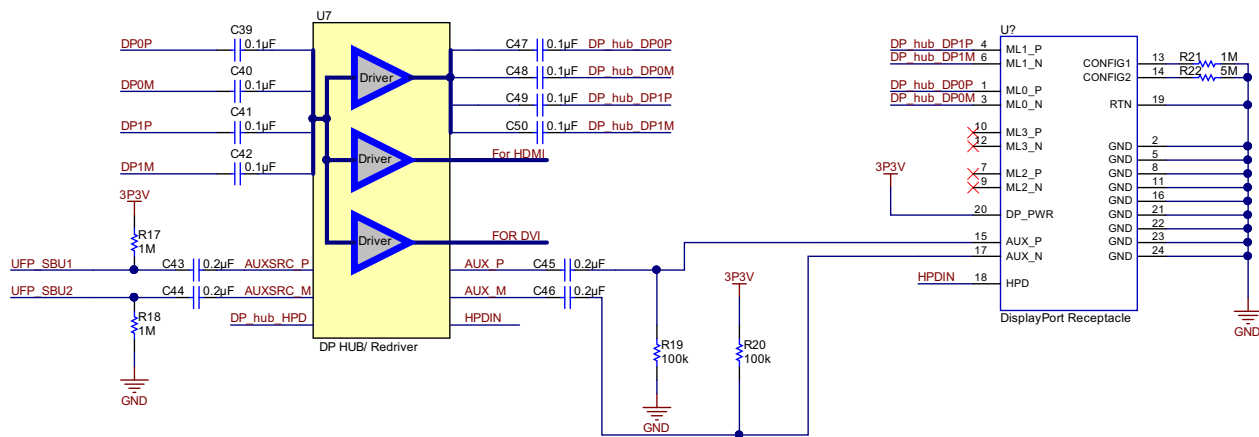 U7
C39
0.1µF
DP0P
C40
0.1µF
DP0M
C41
0.1µF
DP1P
C42
0.1µF
DP1M
3P3V
R17
1M
UFP_SBU1
C43
0.2µF
AUXSRC_P
UFP_SBU2
C44
0.2µF
AUXSRC_M
R18
1M
GND
DP_hub_HPD
Driver
Driver
Driver
DP HUB/ Redriver
C47
0.1µF
DP_hub_DP0P
C48
0.1µF
DP_hub_DP0M
C49
0.1µF
DP_hub_DP1P
C50
0.1µF
DP_hub_DP1M
For HDMI
FOR DVI
AUX_P
C45
0.2µF
AUX_M
C46
0.2µF
HPDIN
R19
100k
GND
3P3V
R20
100k
U?
DP_hub_DP1P
4
ML1_P
DP_hub_DP1M
6
ML1_N
DP_hub_DP0P
1
ML0_P
DP_hub_DP0M
3
ML0_N
10
ML3_P
12
ML3_N
7
ML2_P
9
ML2_N
3P3V
20
DP_PWR
15
AUX_P
17
AUX_N
HPDIN
18
HPD
CONFIG1
13
R21
1M
CONFIG2
14
R22
5M
RTN
19
GND
2
GND
5
GND
8
GND
11
GND
16
GND
21
GND
22
GND
23
GND
24
GND
DisplayPort Receptacle